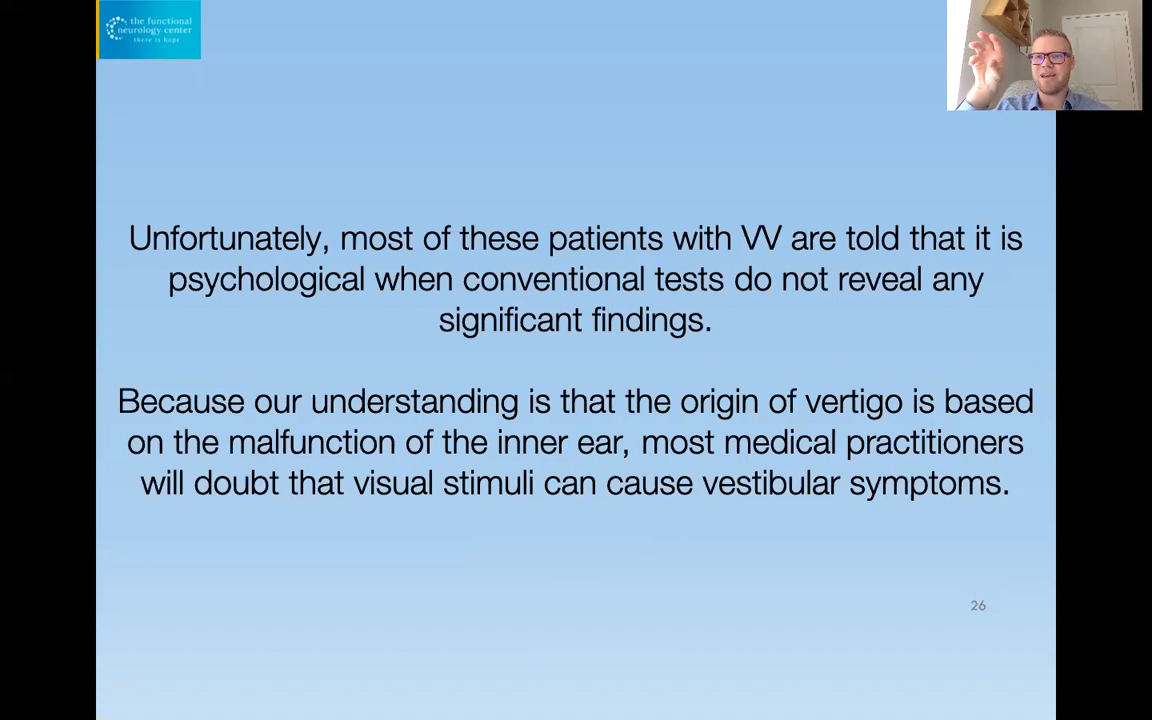 the functional
neurology center
there is hope
Unfortunately, most of these patients with VV are told that it is
psychological when conventional tests do not reveal any
significant findings.
Because our understanding is that the origin of vertigo is based
on the malfunction of the inner ear, most medical practitioners
will doubt that visual stimuli can cause vestibular symptoms.
26